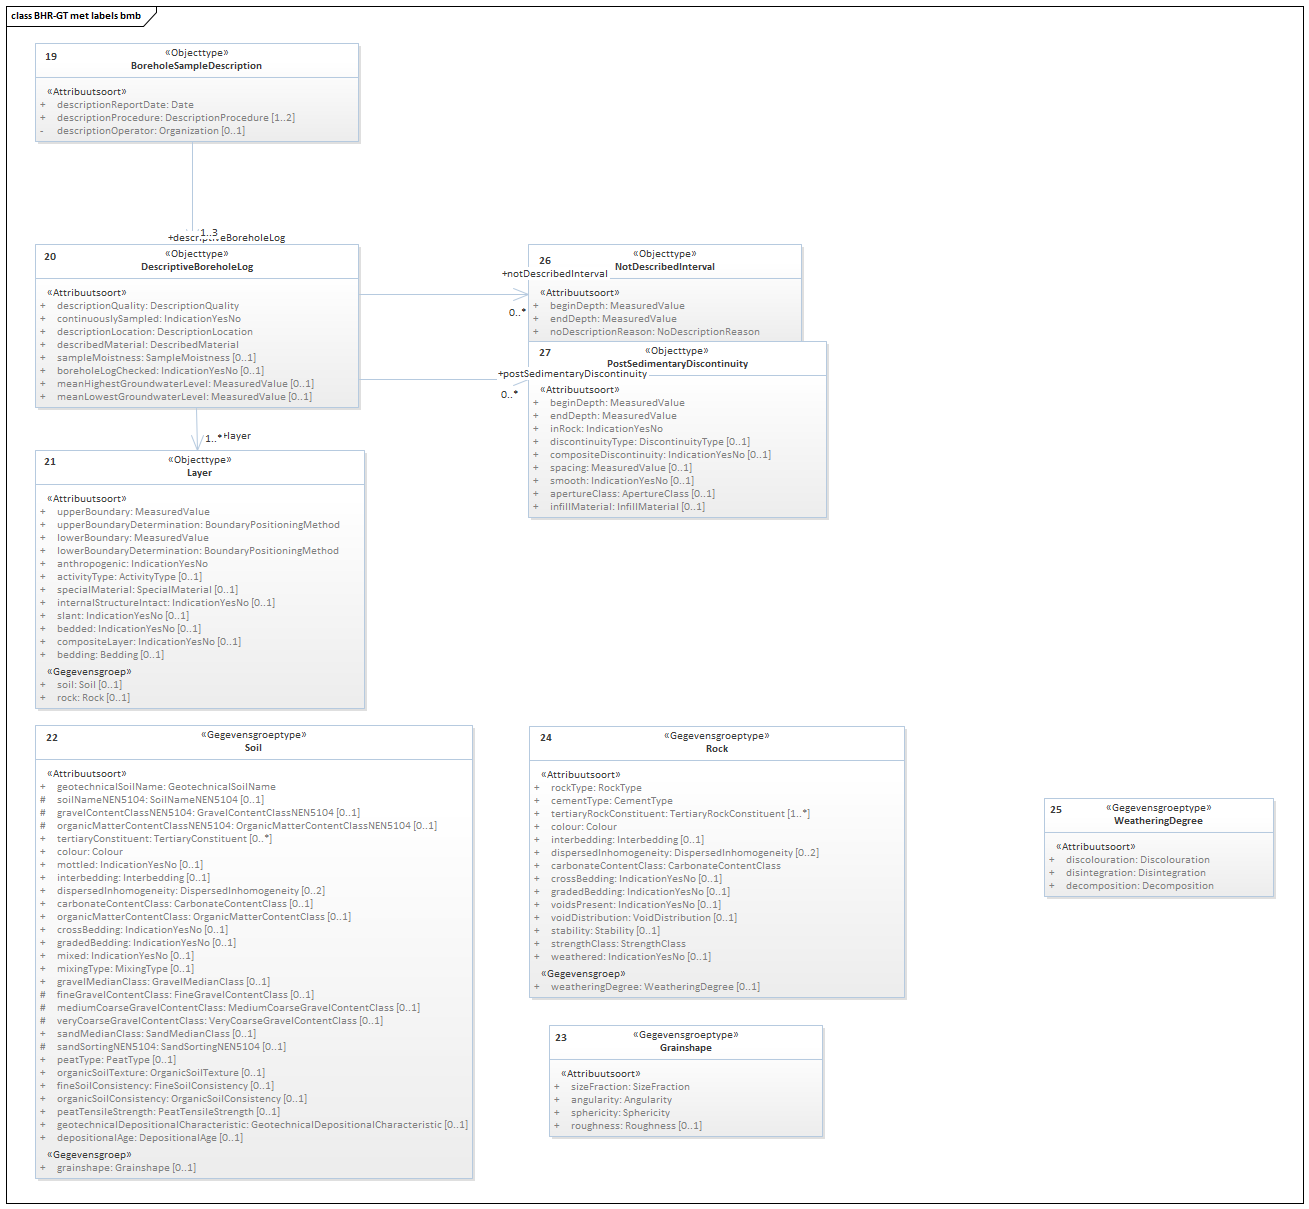 class BHR-GT met labels bmb
19
«Objecttype»
BoreholeSampleDescription
«Attribuutsoort»
+ descriptionReportDate: Date
+ descriptionProcedure: DescriptionProcedure [1..2]
- descriptionOperator: Organization [0..1]
1..3
+descriptiveBoreholeLog
20
«Objecttype»
DescriptiveBoreholeLog
«Attribuutsoort»
+ descriptionQuality: DescriptionQuality
+ continuouslySampled: IndicationYesNo
+ descriptionLocation: DescriptionLocation
+ describedMaterial: DescribedMaterial
+ sampleMoistness: SampleMoistness [0..1]
+ boreholeLogChecked: IndicationYesNo [0..1]
+ meanHighestGroundwaterLevel: MeasuredValue [0..1]
+ meanLowestGroundwaterLevel: MeasuredValue [0..1]
26
«Objecttype»
NotDescribedInterval
+notDescribedInterval
0..*
«Attribuutsoort»
+ beginDepth: MeasuredValue
+ endDepth: MeasuredValue
+ noDescriptionReason: NoDescriptionReason
27
«Objecttype»
PostSedimentaryDiscontinuity
+postSedimentaryDiscontinuity
0..*
«Attribuutsoort»
+ beginDepth: MeasuredValue
+ endDepth: MeasuredValue
+ inRock: IndicationYesNo
+ discontinuityType: DiscontinuityType [0..1]
+ compositeDiscontinuity: IndicationYesNo [0..1]
+ spacing: MeasuredValue [0..1]
+ smooth: IndicationYesNo [0..1]
+ apertureClass: ApertureClass [0..1]
+ infillMaterial: InfillMaterial [0..1]
1..* +layer
21
«Objecttype»
Layer
«Attribuutsoort»
+ upperBoundary: MeasuredValue
+ upperBoundaryDetermination: BoundaryPositioningMethod
+ lowerBoundary: MeasuredValue
+ lowerBoundaryDetermination: BoundaryPositioningMethod
+ anthropogenic: IndicationYesNo
+ activityType: ActivityType [0..1]
+ specialMaterial: SpecialMaterial [0..1]
+ internalStructureIntact: IndicationYesNo [0..1]
+ slant: IndicationYesNo [0..1]
+ bedded: IndicationYesNo [0..1]
+ compositeLayer: IndicationYesNo [0..1]
+ bedding: Bedding [0..1]
«Gegevensgroep»
+ soil: Soil [0..1]
+ rock: Rock [0..1]
22
«Gegevensgroeptype»
Soil
«Attribuutsoort»
+ geotechnicalSoilName: GeotechnicalSoilName
# soilNameNEN5104: SoilNameNEN5104 [0..1]
# gravelContentClassNEN5104: GravelContentClassNEN5104 [0..1]
# organicMatterContentClassNEN5104: OrganicMatterContentClassNEN5104 [0..1]
+ tertiaryConstituent: TertiaryConstituent [0..*]
+ colour: Colour
+ mottled: IndicationYesNo [0..1]
+ interbedding: Interbedding [0..1]
+ dispersedInhomogeneity: DispersedInhomogeneity [0..2]
+ carbonateContentClass: CarbonateContentClass [0..1]
+ organicMatterContentClass: OrganicMatterContentClass [0..1]
+ crossBedding: IndicationYesNo [0..1]
+ gradedBedding: IndicationYesNo [0..1]
+ mixed: IndicationYesNo [0..1]
+ mixingType: MixingType [0..1]
+ gravelMedianClass: GravelMedianClass [0..1]
# fineGravelContentClass: FineGravelContentClass [0..1]
# mediumCoarseGravelContentClass: MediumCoarseGravelContentClass [0..1]
# veryCoarseGravelContentClass: VeryCoarseGravelContentClass [0..1]
+ sandMedianClass: SandMedianClass [0..1]
# sandSortingNEN5104: SandSortingNEN5104 [0..1]
+ peatType: PeatType [0..1]
+ organicSoilTexture: OrganicSoilTexture [0..1]
+ fineSoilConsistency: FineSoilConsistency [0..1]
+ organicSoilConsistency: OrganicSoilConsistency [0..1]
+ peatTensileStrength: PeatTensileStrength [0..1]
+ geotechnicalDepositionalCharacteristic: GeotechnicalDepositionalCharacteristic [0..1]
+ depositionalAge: DepositionalAge [0..1]
«Gegevensgroep»
+ grainshape: Grainshape [0..1]
24
«Gegevensgroeptype»
Rock
«Attribuutsoort»
+ rockType: RockType
+ cementType: CementType
+ tertiaryRockConstituent: TertiaryRockConstituent [1..*]
+ colour: Colour
+ interbedding: Interbedding [0..1]
+ dispersedInhomogeneity: DispersedInhomogeneity [0..2]
+ carbonateContentClass: CarbonateContentClass
+ crossBedding: IndicationYesNo [0..1]
+ gradedBedding: IndicationYesNo [0..1]
+ voidsPresent: IndicationYesNo [0..1]
+ voidDistribution: VoidDistribution [0..1]
+ stability: Stability [0..1]
+ strengthClass: StrengthClass
+ weathered: IndicationYesNo [0..1]
«Gegevensgroep»
+ weatheringDegree: WeatheringDegree [0..1]
25
«Gegevensgroeptype»
WeatheringDegree
«Attribuutsoort»
+ discolouration: Discolouration
+ disintegration: Disintegration
+ decomposition: Decomposition
23
«Gegevensgroeptype»
Grainshape
«Attribuutsoort»
+ sizeFraction: SizeFraction
+ angularity: Angularity
+ sphericity: Sphericity
+ roughness: Roughness [0..1]